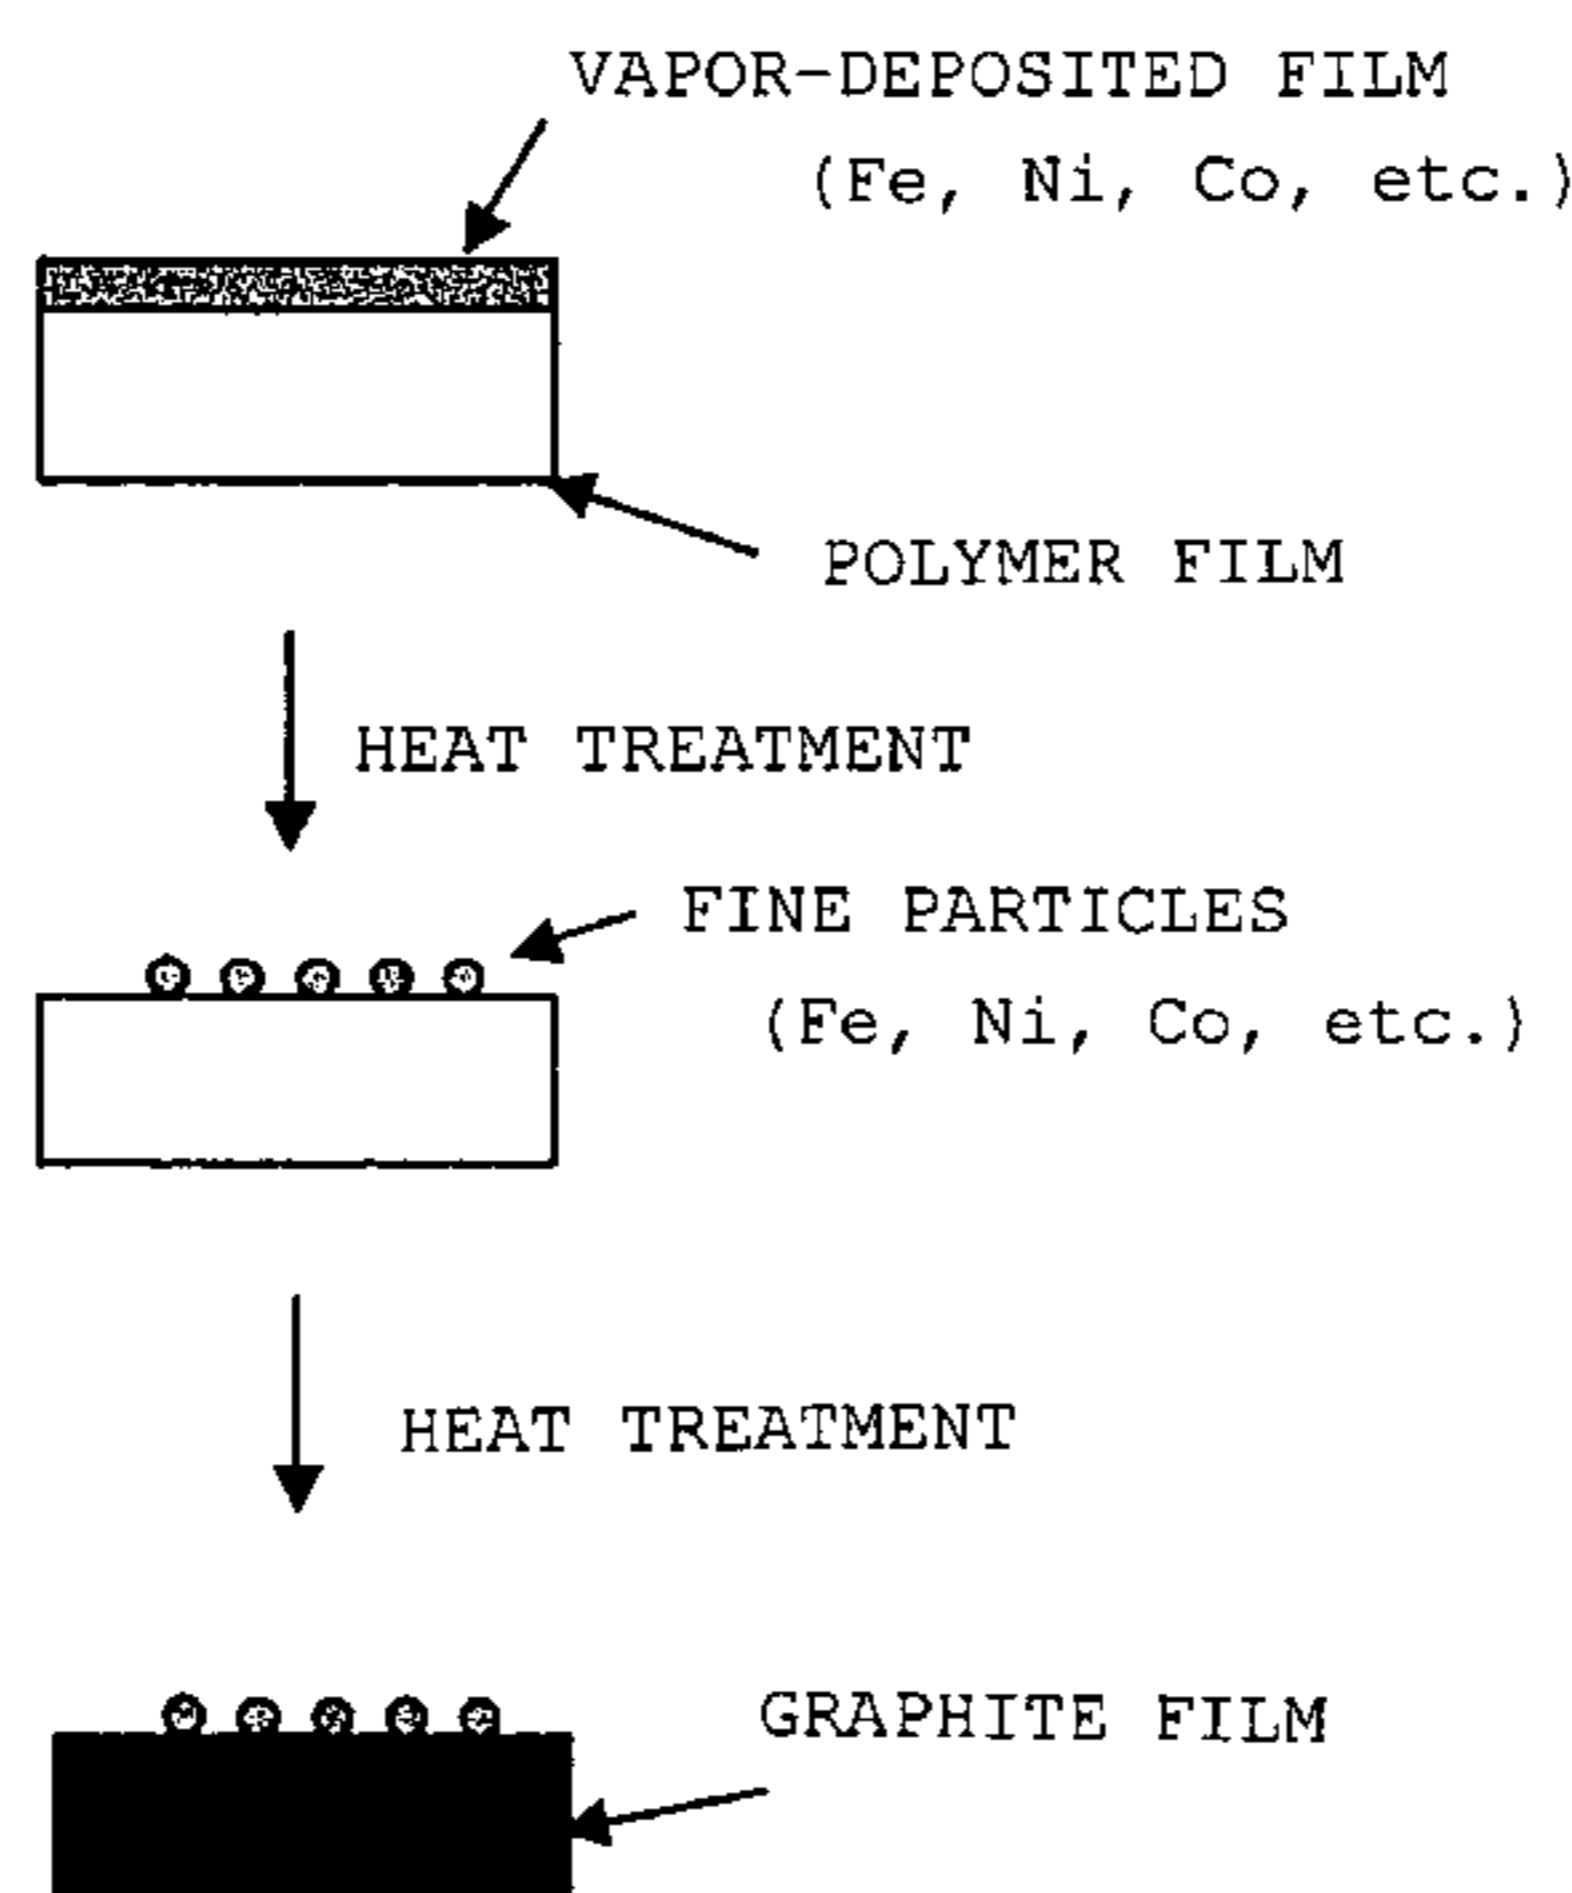 VAPOR-DEPOSITED FILM
(Fe, Ni, Co, etc.)
POLYMER FILM
HEAT TREATMENT
FINE PARTICLES
(Fe, Ni, Co, etc.)
HEAT TREATMENT
GRAPHITE FILM